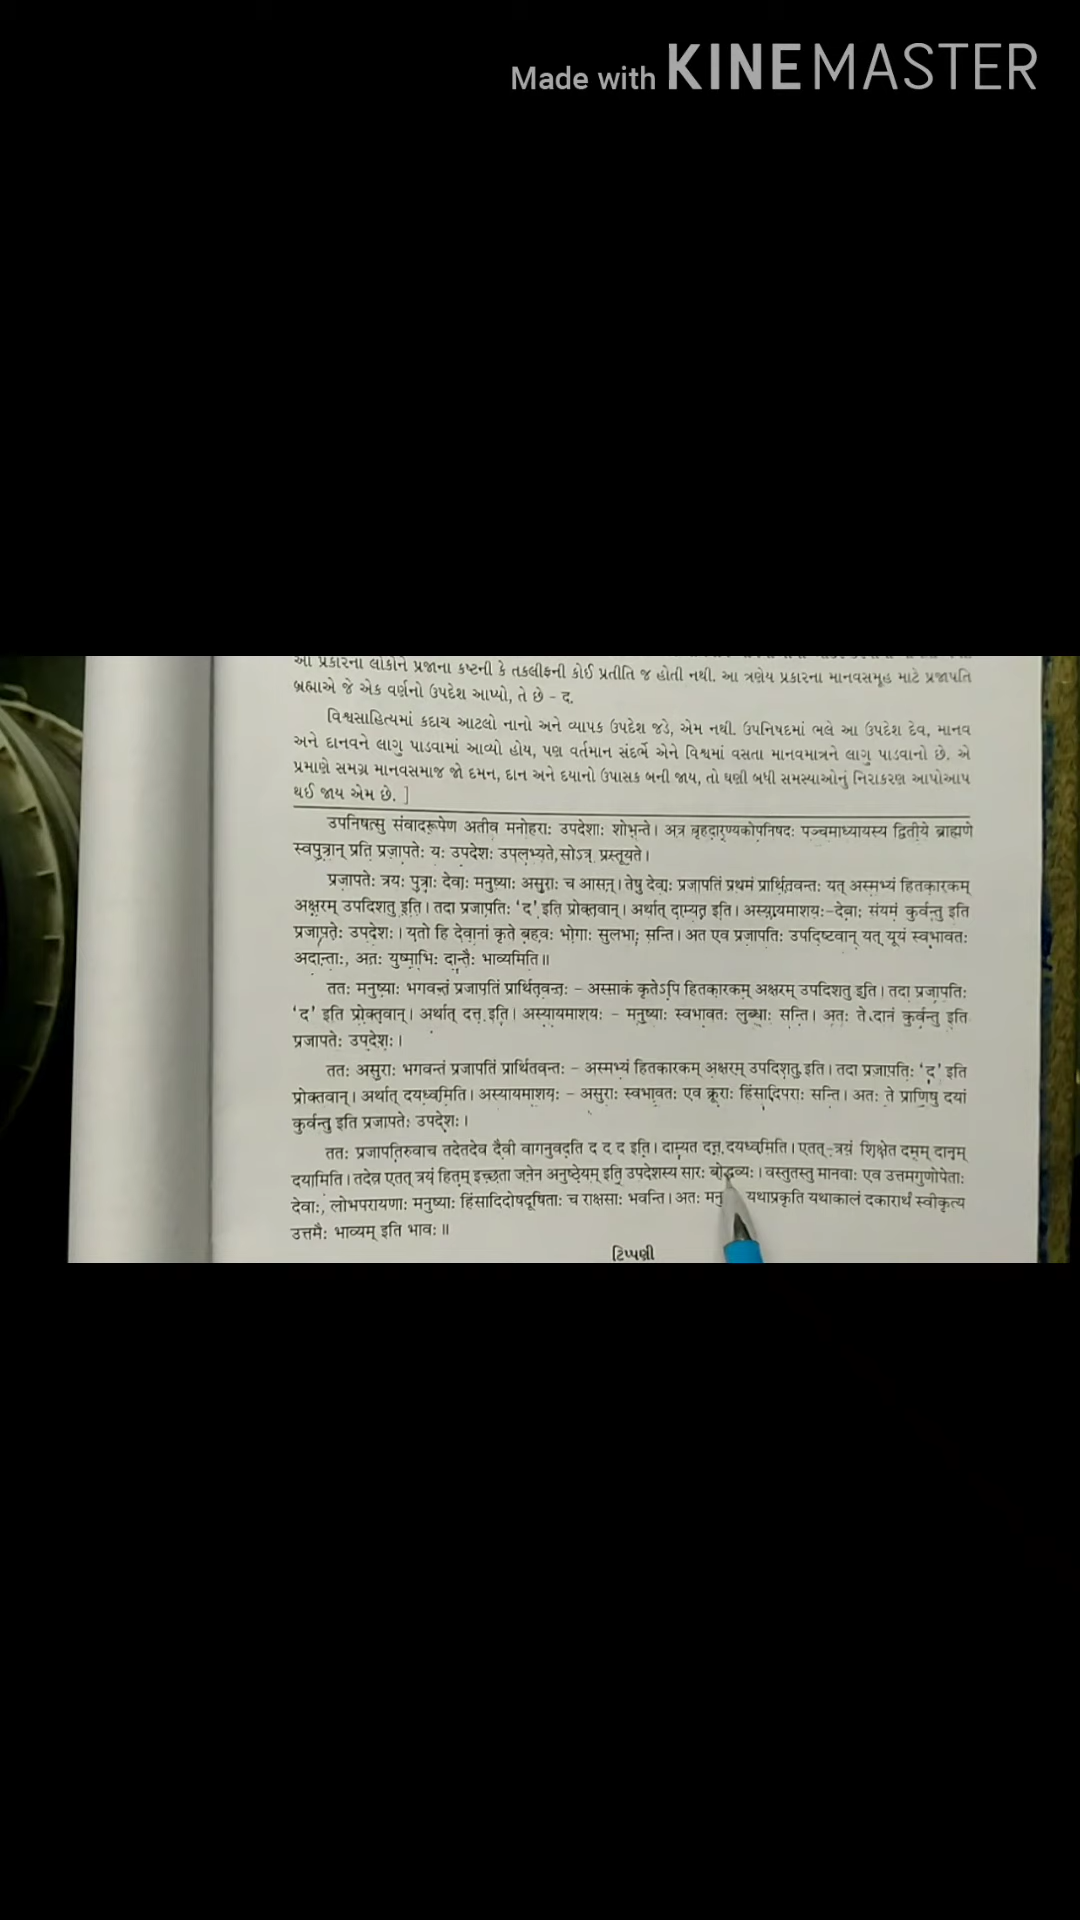 Made with KINEMASTER
આ પ્રકારના લોકોને પ્રજાના કષ્ટની કે તકલીફની કોઈ પ્રતીતિ જ હોતી નથી. આ ત્રણેય પ્રકારના માનવસમૂહ માટે પ્રજાપતિ
બ્રહ્માએ જે એક વર્ણનો ઉપદેશ આપ્યો, તે છે - દ.
વિશ્વસાહિત્યમાં કદાચ આટલો નાનો અને વ્યાપક ઉપદેશ જડે, એમ નથી. ઉપનિષદમાં ભલે આ ઉપદેશ દેવ, માનવ
અને દાનવને લાગુ પાડવામાં આવ્યો હોય, પણ વર્તમાન સંદર્ભે એને વિશ્વમાં વસતા માનવમાત્રને લાગુ પાડવાનો છે. એ
પ્રમાણે સમગ્ર માનવસમાજ જો દમન, દાન અને દયાનો ઉપાસક બની જાય, તો ઘણી બધી સમસ્યાઓનું નિરાકરણ આપોઆપ
થઈ જાય એમ છે. ]
उपनिषत्सु संवादरूपेण अतीव मनोहराः उपदेशाः शोभन्ते। अत्र बृहदारण्यकोपनिषदः पञ्चमाध्यायस्य द्वितीये ब्राह्मणे
स्वपुत्रान् प्रति प्रजापतेः यः उपदेशः उपलभ्यते, सोऽत्र प्रस्तूयते।
प्रजापतेः त्रयः पुत्राः देवाः मनुष्याः असुराः च आसन्। तेषु देवाः प्रजापतिं प्रथमं प्रार्थितवन्तः यत् अस्मभ्यं हितकारकम्
अक्षरम् उपदिशतु इति। तदा प्रजापतिः ‘द’ इति प्रोक्तवान्। अर्थात् दाम्यत इति। अस्यायमाशयः-देवाः संयमं कुर्वन्तु इति
प्रजापतेः उपदेशः। यतो हि देवानां कृते बहवः भोगाः सुलभाः सन्ति। अत एव प्रजापतिः उपदिष्टवान् यत् यूयं स्वभावतः
अदान्ताः, अतः युष्माभिः दान्तैः भाव्यमिति॥
ततः मनुष्याः भगवन्तं प्रजापतिं प्रार्थितवन्तः - अस्माकं कृतेऽपि हितकारकम् अक्षरम् उपदिशतु इति। तदा प्रजापतिः
‘द’ इति प्रोक्तवान्। अर्थात् दत्त इति। अस्यायमाशयः - मनुष्याः स्वभावतः लुब्धाः सन्ति। अतः ते दानं कुर्वन्तु इति
प्रजापतेः उपदेशः।
ततः असुराः भगवन्तं प्रजापतिं प्रार्थितवन्तः - अस्मभ्यं हितकारकम् अक्षरम् उपदिशतु इति। तदा प्रजापतिः ‘द’ इति
प्रोक्तवान्। अर्थात् दयध्वमिति। अस्यायमाशयः - असुराः स्वभावतः एव क्रूराः हिंसादिपराः सन्ति। अतः ते प्राणिषु दयां
कुर्वन्तु इति प्रजापतेः उपदेशः।
ततः प्रजापतिरुवाच तदेतदेव दैवी वागनुवदति द द द इति। दाम्यत दत्त दयध्वमिति। एतत् त्रयं शिक्षेत दमम् दानम्
दयामिति। तदेव एतत् त्रयं हितम् इच्छता जनेन अनुष्ठेयम् इति उपदेशस्य सारः बोद्धव्यः। वस्तुतस्तु मानवाः एव उत्तमगुणोपेताः
देवाः, लोभपरायणाः मनुष्याः हिंसादिदोषदूषिताः च राक्षसाः भवन्ति। अतः यथाप्रकृति यथाकालं दकारार्थं स्वीकृत्य
उत्तमैः भाव्यम् इति भावः॥
ટિપ્પણી